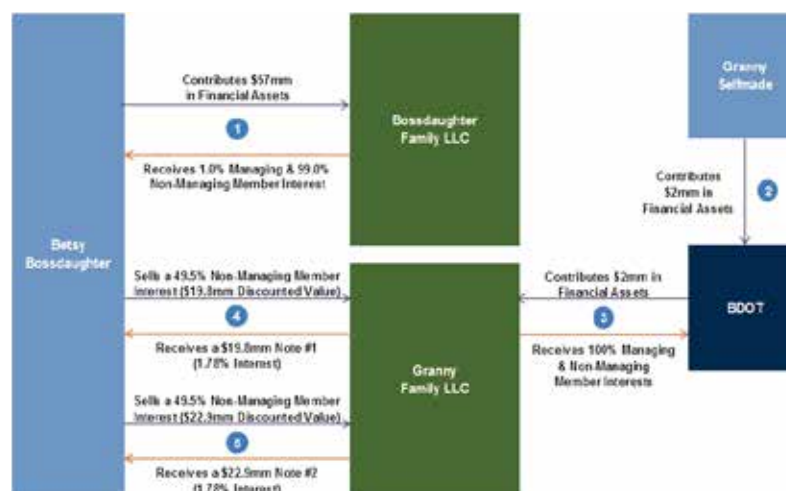 Contributes $57mm
in Financial Assets
1
Receives 1.0% Managing & 99.0%
Non-Managing Member Interest
Bossdaughter
Family LLC
Granny
Selfmade
Contributes
$2mm in
Financial Assets
2
Betsy
Bossdaughter
Sells a 49.5% Non-Managing Member
Interest ($19.8mm Discounted Value)
4
Receives a $19.8mm Note #1
(1.78% Interest)
Sells a 49.5% Non-Managing Member
Interest ($22.9mm Discounted Value)
5
Receives a $22.9mm Note #2
(1.78% Interest)
Granny
Family LLC
Contributes $2mm in
Financial Assets
3
Receives 100% Managing
& Non Managing
Member Interests
BDOT